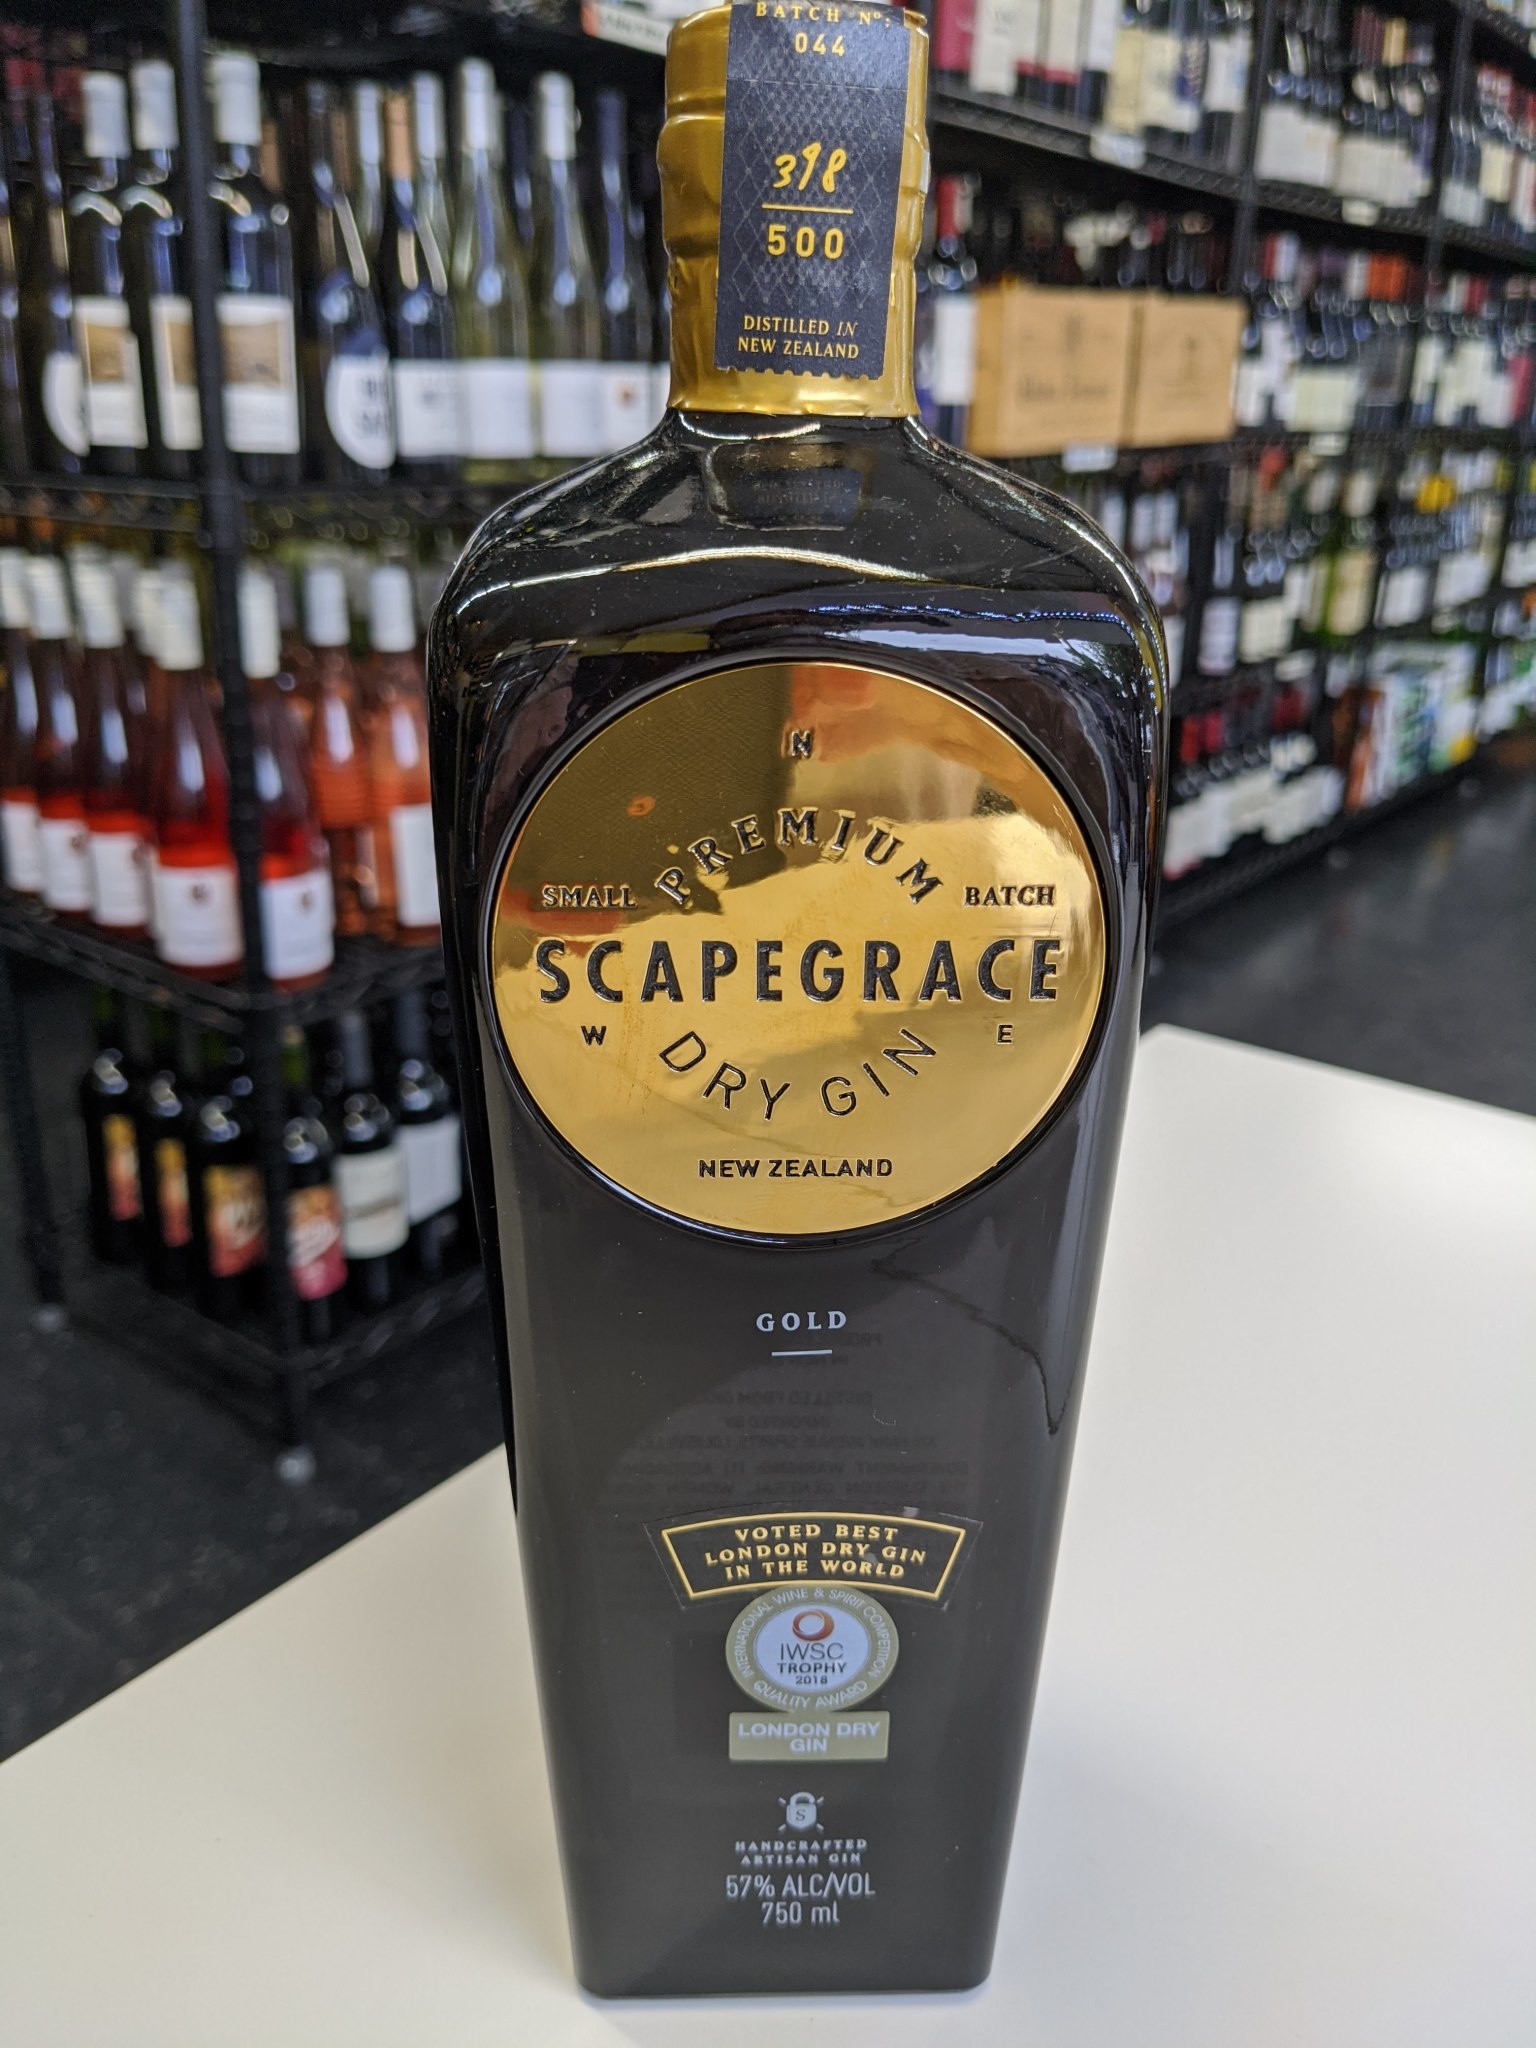 BATCH Nº:
044
398
500
DISTILLED IN
NEW ZEALAND
N
PREMIUM
SMALL BATCH
SCAPEGRACE
W E
DRY GIN
NEW ZEALAND
GOLD
VOTED BEST
LONDON DRY GIN
IN THE WORLD
INTERNATIONAL WINE & SPIRIT COMPETITION
IWSC
TROPHY
2018
QUALITY AWARD
LONDON DRY
GIN
S
HANDCRAFTED
ARTISAN GIN
57% ALC/VOL
750 ml